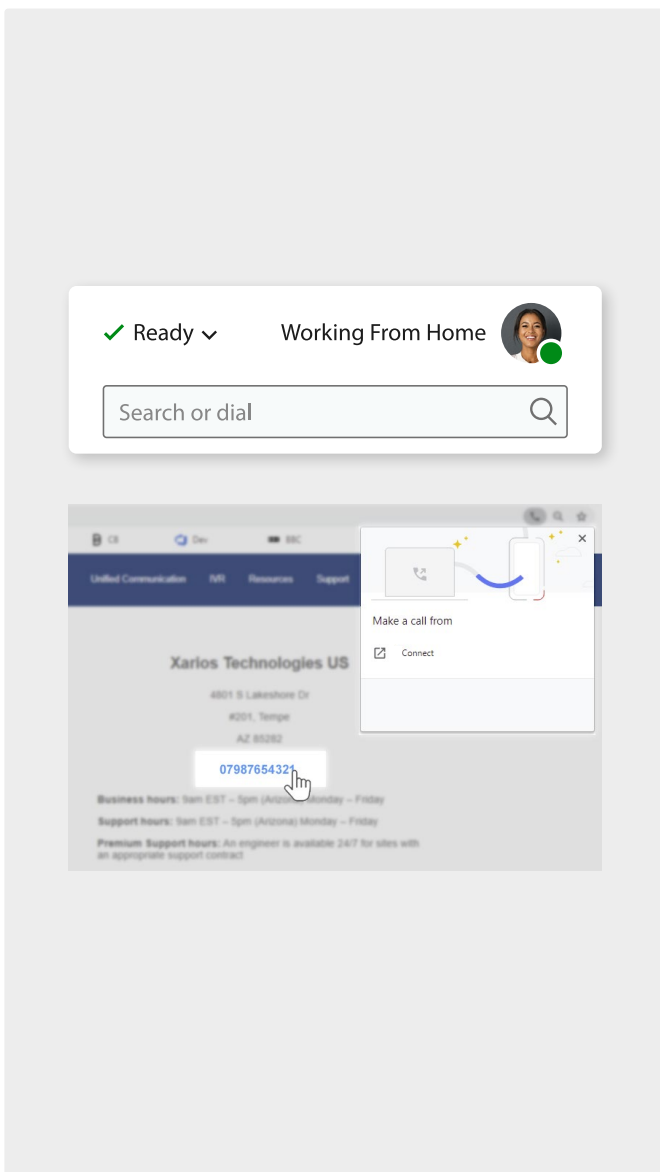 Ready
Working From Home
Search or dial
CB
Dev
BBC
Unified Communication
IVR
Resources
Support
Make a call from
Connect
Xarios Technologies US
4801 S Lakeshore Dr
#201, Tempe
AZ 85282
07987654321
Business hours: 9am EST – 5pm (Arizona) Monday – Friday
Support hours: 9am EST – 5pm (Arizona) Monday – Friday
Premium Support hours: An engineer is available 24/7 for sites with
an appropriate support contract